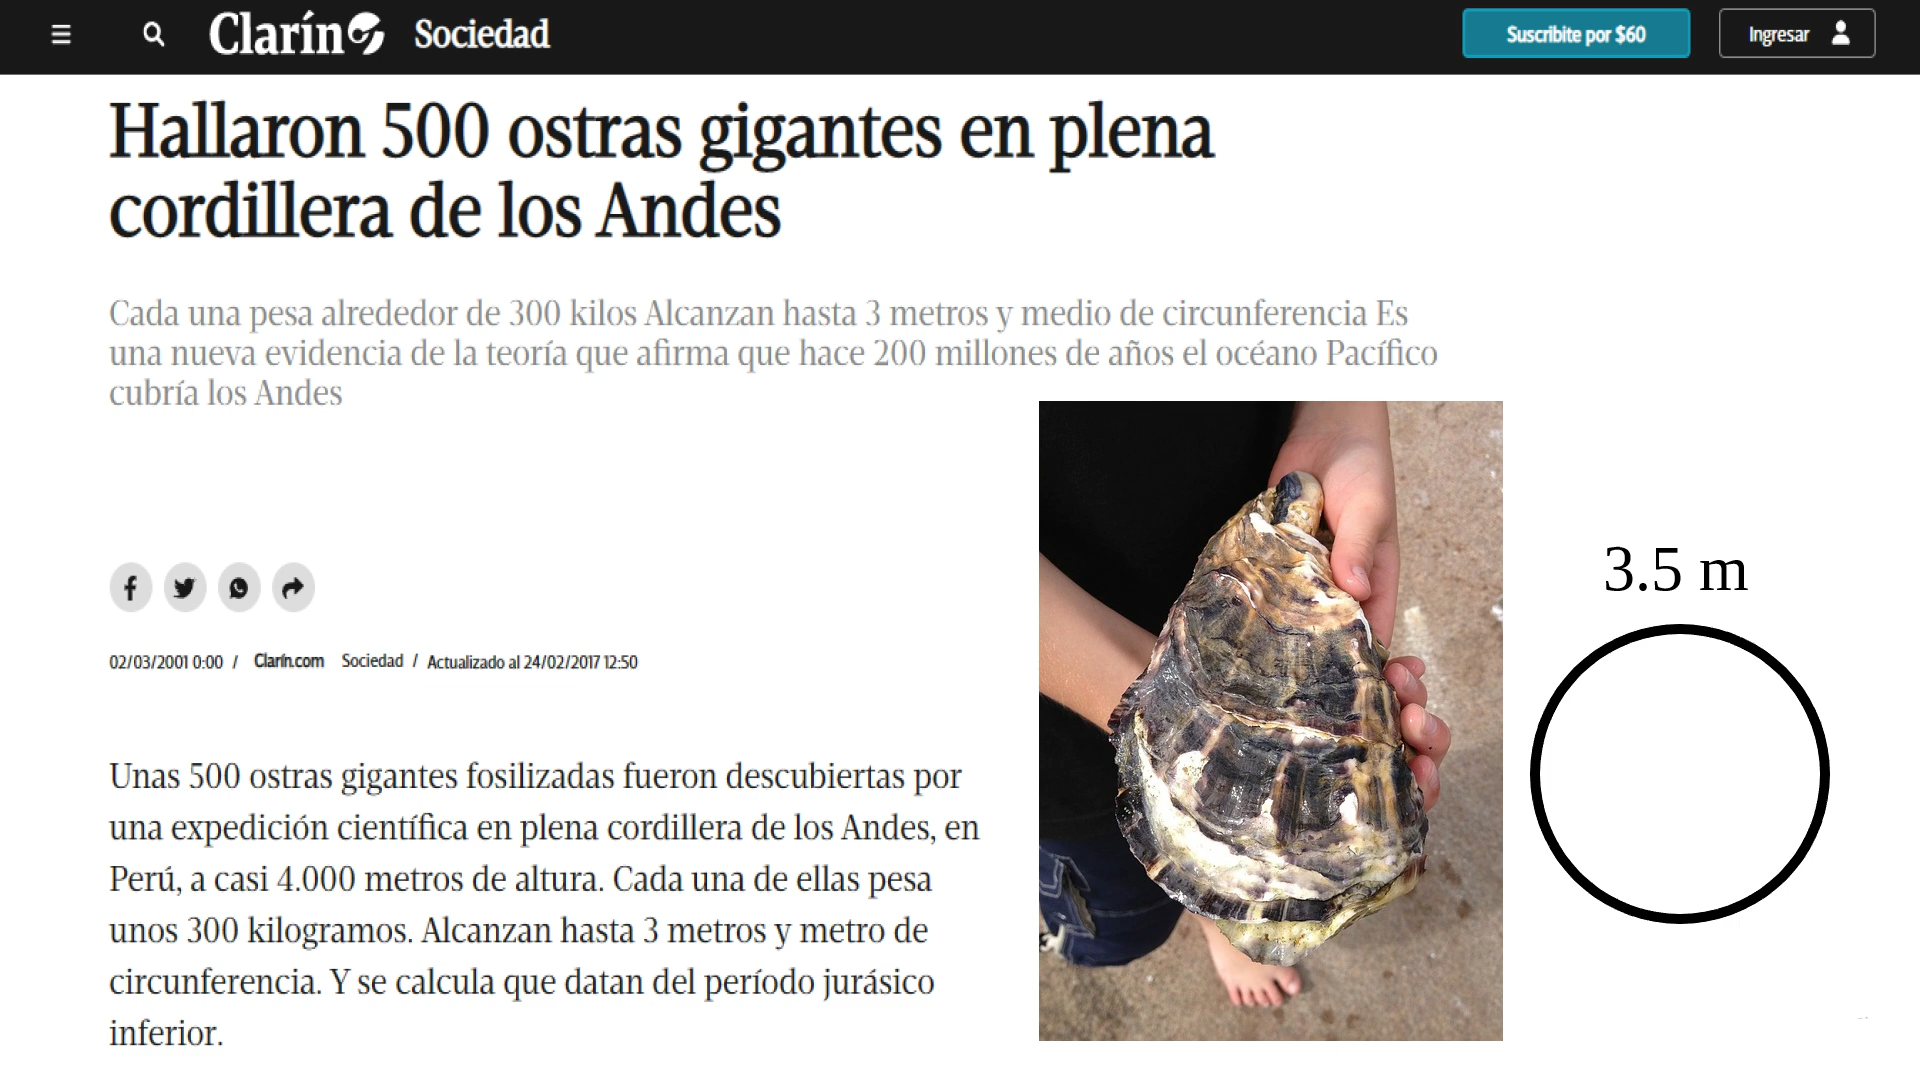 Clarín Sociedad
Suscribite por $60
Ingresar
Hallaron 500 ostras gigantes en plena
cordillera de los Andes
Cada una pesa alrededor de 300 kilos Alcanzan hasta 3 metros y medio de circunferencia Es
una nueva evidencia de la teoría que afirma que hace 200 millones de años el océano Pacífico
cubría los Andes
02/03/2001 0:00 / Clarín.com Sociedad / Actualizado al 24/02/2017 12:50
Unas 500 ostras gigantes fosilizadas fueron descubiertas por
una expedición científica en plena cordillera de los Andes, en
Perú, a casi 4.000 metros de altura. Cada una de ellas pesa
unos 300 kilogramos. Alcanzan hasta 3 metros y metro de
circunferencia. Y se calcula que datan del período jurásico
inferior.
3.5 m